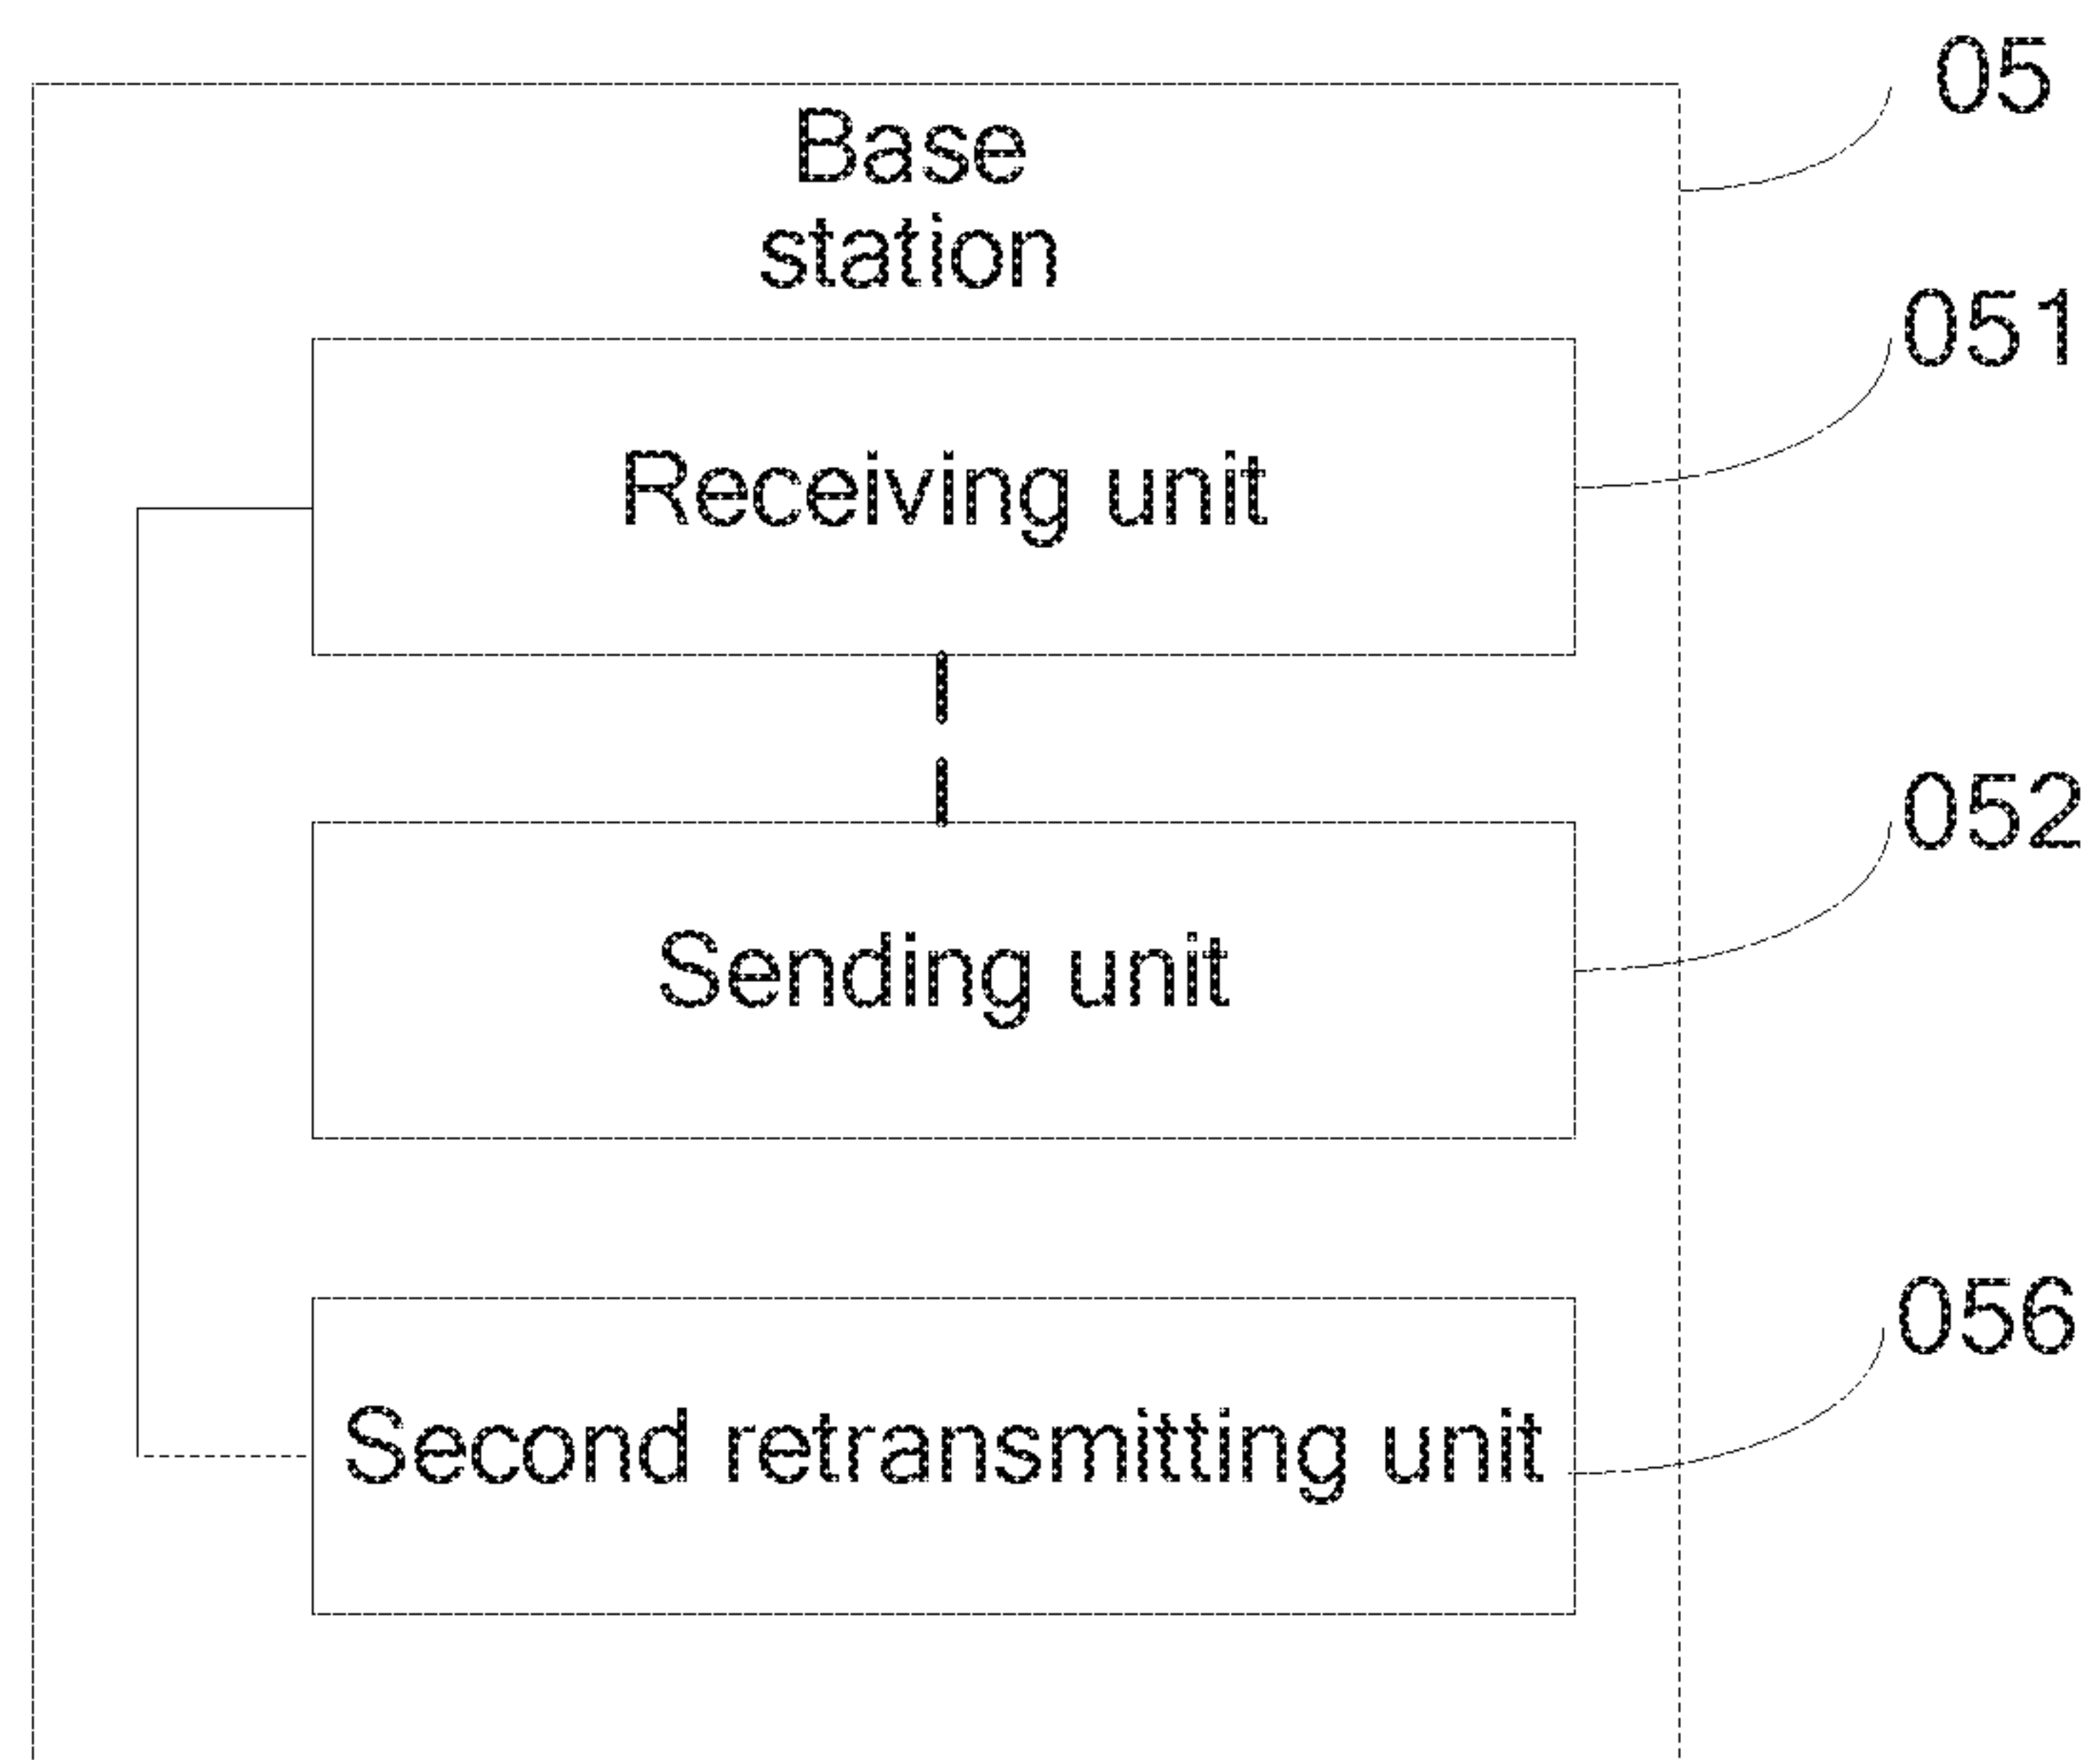 05
Base
station
051
Receiving unit
052
Sending unit
056
Second retransmitting unit